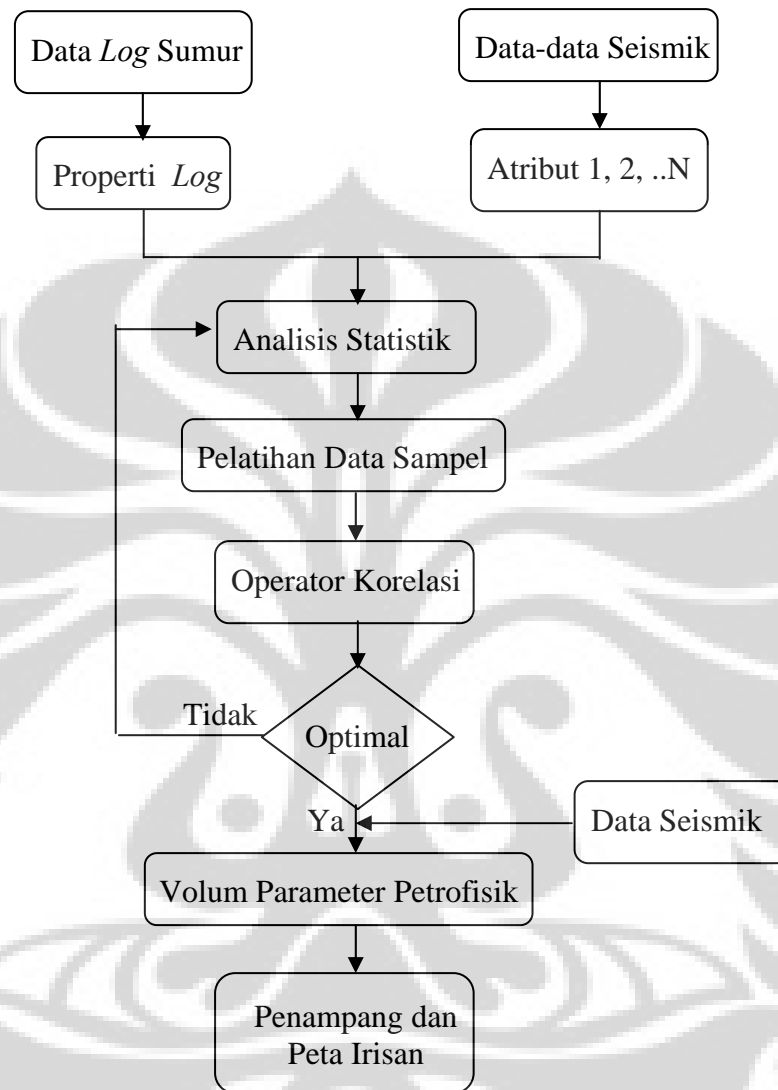 Data Log Sumur
Data-data Seismik
Properti Log
Atribut 1, 2, ..N
Analisis Statistik
Pelatihan Data Sampel
Operator Korelasi
Tidak
Optimal
Ya
Data Seismik
Volum Parameter Petrofisik
Penampang dan
Peta Irisan